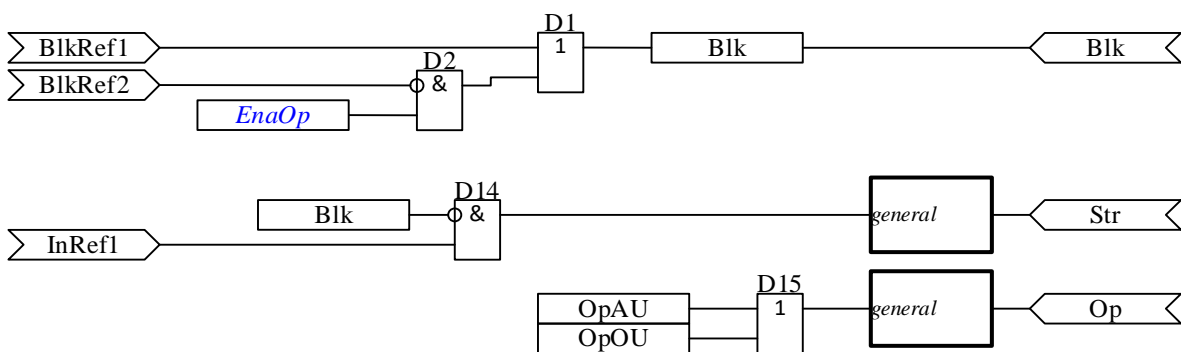 D1
BlkRef1
1
Blk
Blk
D2
BlkRef2
&
EnaOp
D14
Blk
&
general
Str
InRef1
D15
OpAU
1
general
Op
OpOU